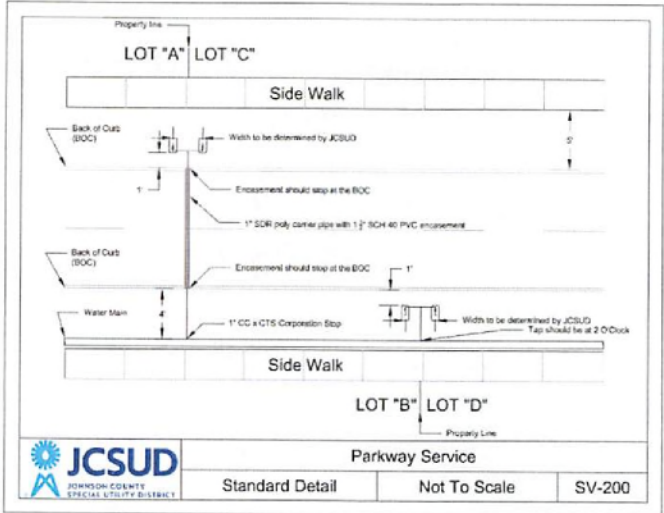 Property line
LOT "A" LOT "C"
Side Walk
Back of Curb
(BOC)
Width to be determined by JCSUD
5'
1'
Encasement should stop at the BOC
1" SDR poly carrier pipe with 1½" SCH 40 PVC encasement
Back of Curb
(BOC)
Encasement should stop at the BOC
1'
Water Main
4'
Width to be determined by JCSUD
1" CC x CTS Corporation Stop
Tap should be at 2 O'Clock
Side Walk
LOT "B" LOT "D"
Property Line
JCSUD
JOHNSON COUNTY
SPECIAL UTILITY DISTRICT
Parkway Service
Standard Detail
Not To Scale
SV-200